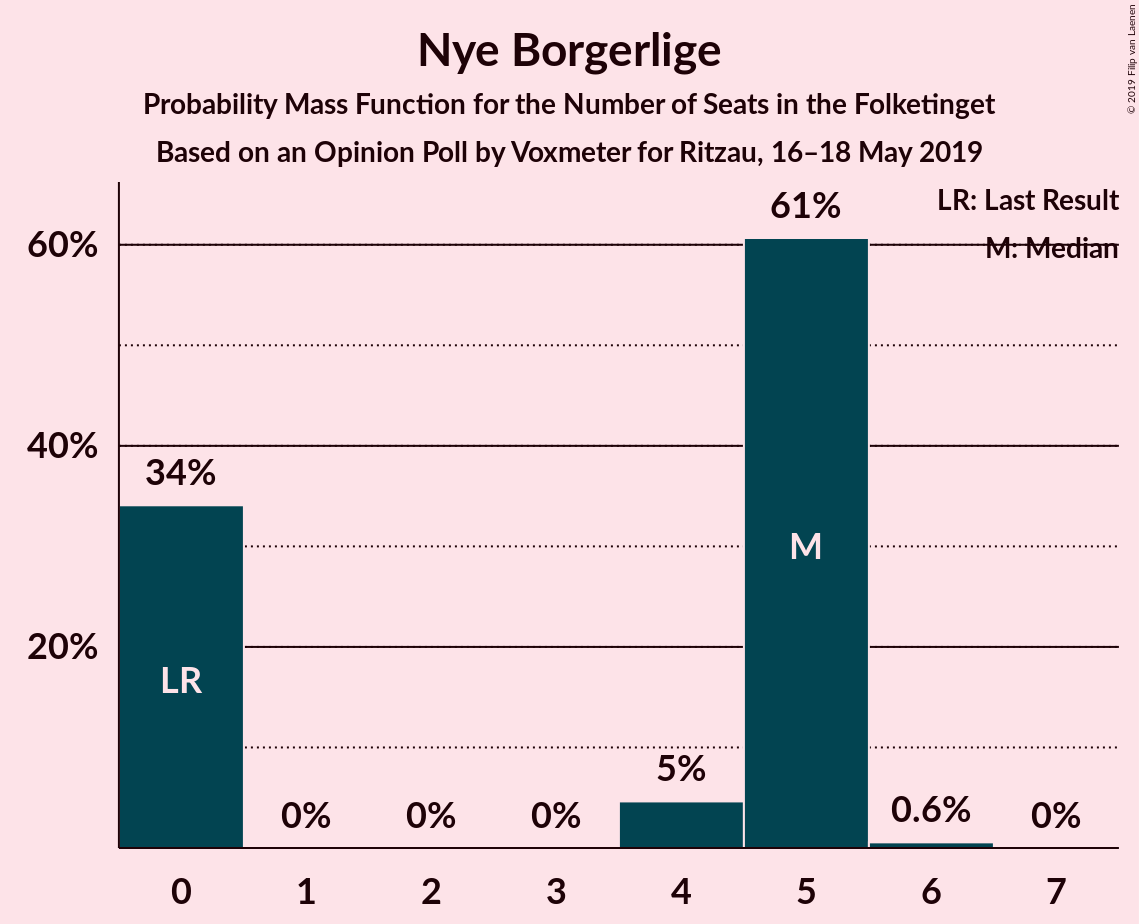 Nye Borgerlige
Probability Mass Function for the Number of Seats in the Folketinget
Based on an Opinion Poll by Voxmeter for Ritzau, 16–18 May 2019
© 2019 Filip van Laenen
LR: Last Result
M: Median
60%
40%
20%
34%
0%
0%
0%
5%
61%
0.6%
0%
LR
M
0 1 2 3 4 5 6 7